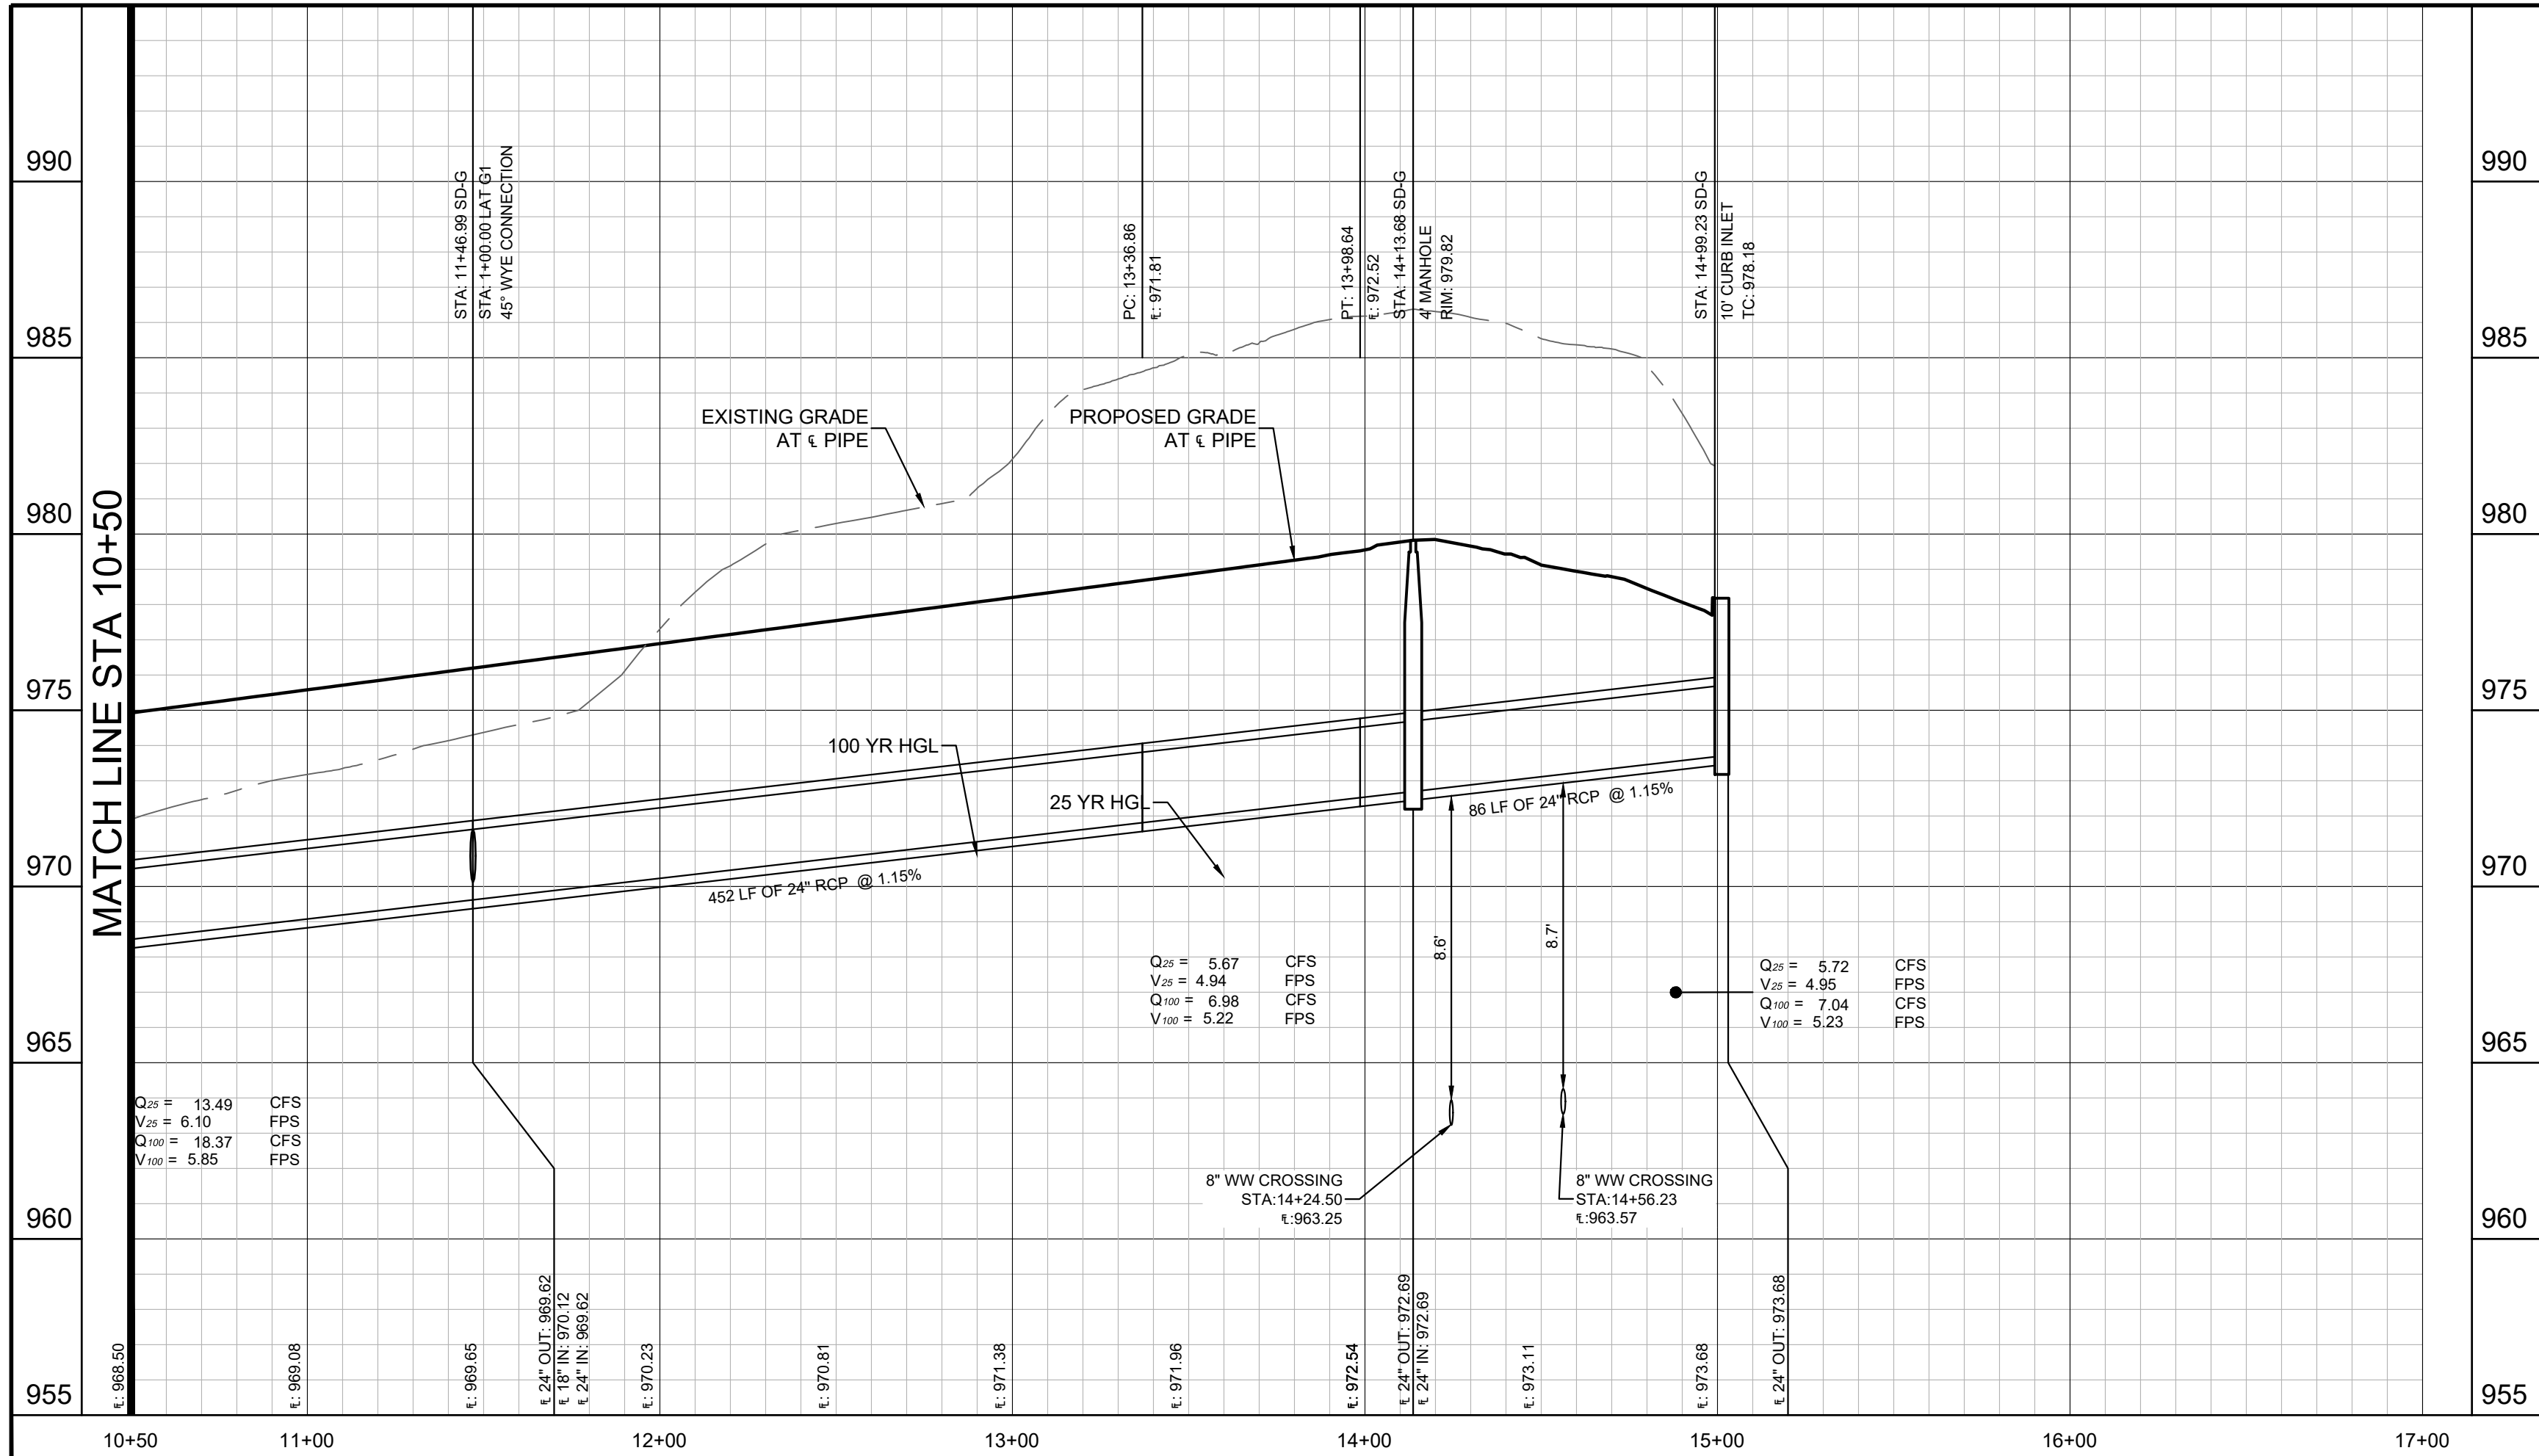 990
985
980
975
970
965
960
955
MATCH LINE STA 10+50
STA: 11+46.99 SD-G
STA: 1+00.00 LAT G1
45° WYE CONNECTION
PC: 13+36.86
℄: 971.81
PT: 13+98.64
℄: 972.52
STA: 14+13.68 SD-G
4' MANHOLE
RIM: 979.82
STA: 14+99.23 SD-G
10' CURB INLET
TC: 978.18
EXISTING GRADE
AT ℄ PIPE
PROPOSED GRADE
AT ℄ PIPE
100 YR HGL
25 YR HGL
452 LF OF 24" RCP @ 1.15%
86 LF OF 24" RCP @ 1.15%
8.6'
8.7'
Q25 = 13.49 CFS
V25 = 6.10 FPS
Q100 = 18.37 CFS
V100 = 5.85 FPS
Q25 = 5.67 CFS
V25 = 4.94 FPS
Q100 = 6.98 CFS
V100 = 5.22 FPS
Q25 = 5.72 CFS
V25 = 4.95 FPS
Q100 = 7.04 CFS
V100 = 5.23 FPS
8" WW CROSSING
STA:14+24.50
℄:963.25
8" WW CROSSING
STA:14+56.23
℄:963.57
℄: 968.50
℄: 969.08
℄: 969.65
℄ 24" OUT: 969.62
℄ 18" IN: 970.12
℄ 24" IN: 969.62
℄: 970.23
℄: 970.81
℄: 971.38
℄: 971.96
℄: 972.54
℄ 24" OUT: 972.69
℄ 24" IN: 972.69
℄: 973.11
℄: 973.68
℄ 24" OUT: 973.68
10+50
11+00
12+00
13+00
14+00
15+00
16+00
17+00
990
985
980
975
970
965
960
955